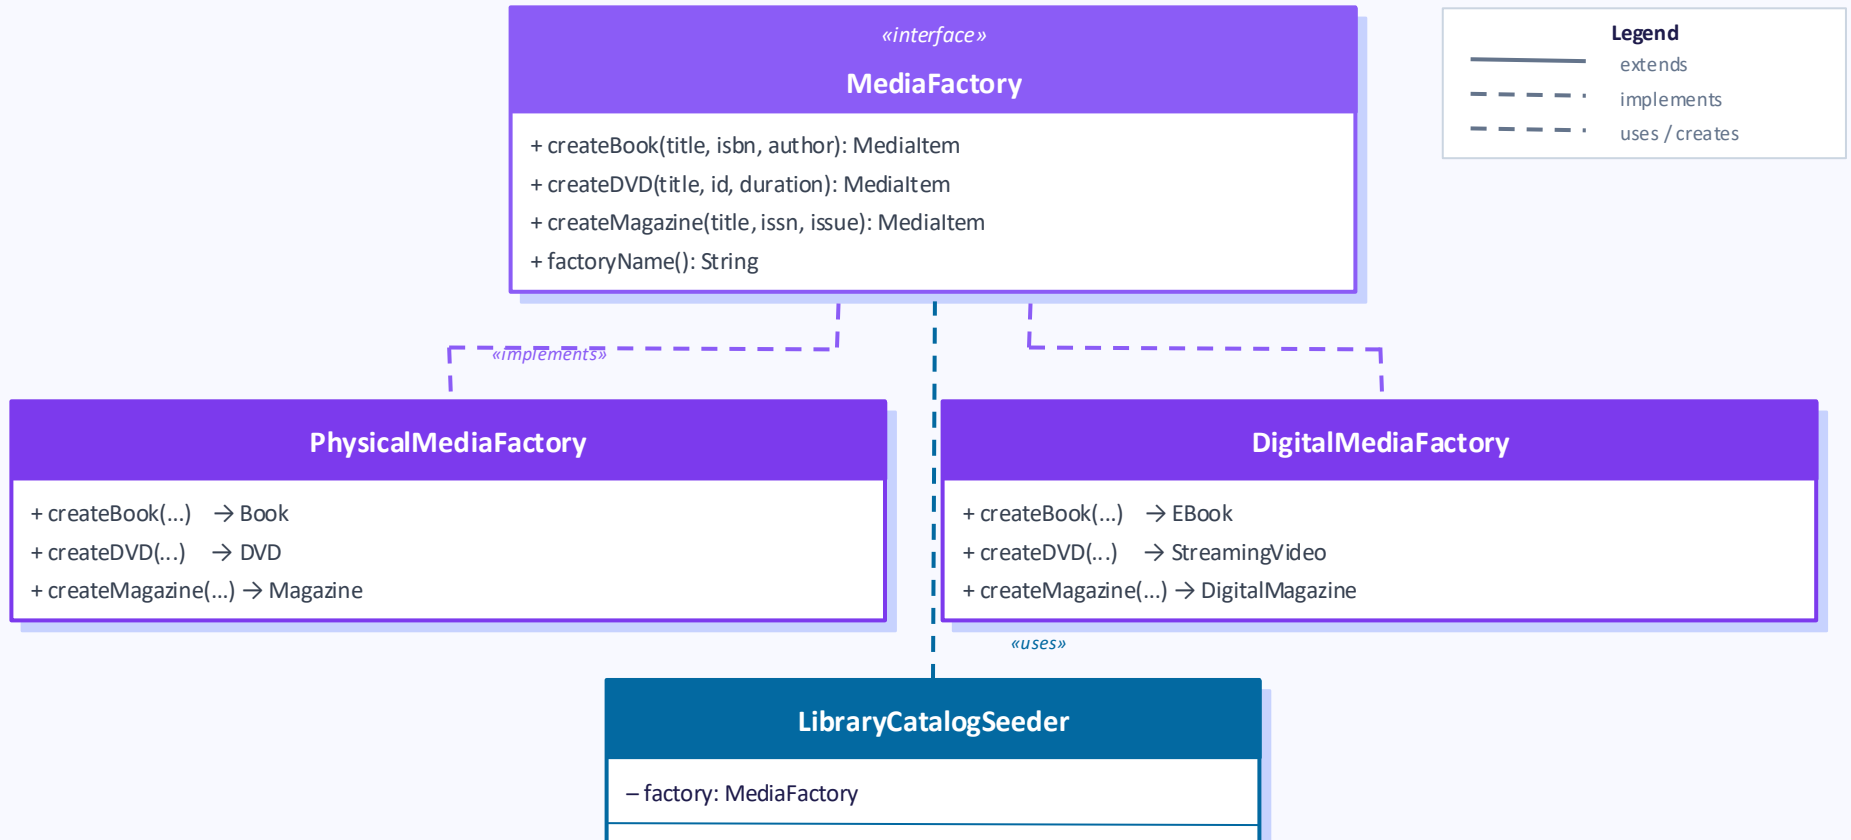 «interface»
MediaFactory
+ createBook(title, isbn, author): MediaItem
+ createDVD(title, id, duration): MediaItem
+ createMagazine(title, issn, issue): MediaItem
+ factoryName(): String
Legend
extends
implements
uses / creates
«implements»
PhysicalMediaFactory
+ createBook(...) → Book
+ createDVD(...) → DVD
+ createMagazine(...) → Magazine
DigitalMediaFactory
+ createBook(...) → EBook
+ createDVD(...) → StreamingVideo
+ createMagazine(...) → DigitalMagazine
«uses»
LibraryCatalogSeeder
– factory: MediaFactory